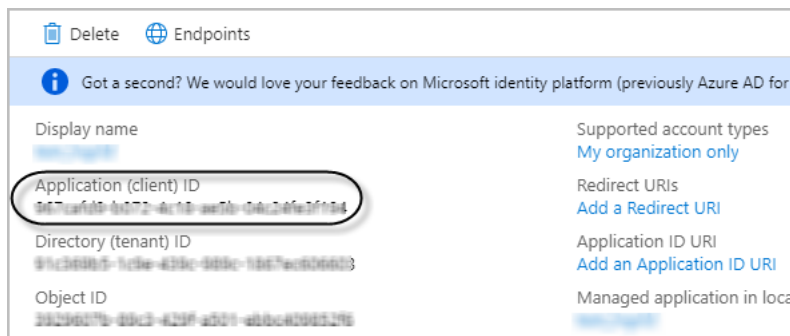 Delete Endpoints
Got a second? We would love your feedback on Microsoft identity platform (previously Azure AD for
Display name
Supported account types
My organization only
Application (client) ID
Redirect URIs
Add a Redirect URI
Directory (tenant) ID
Application ID URI
Add an Application ID URI
Object ID
Managed application in loca